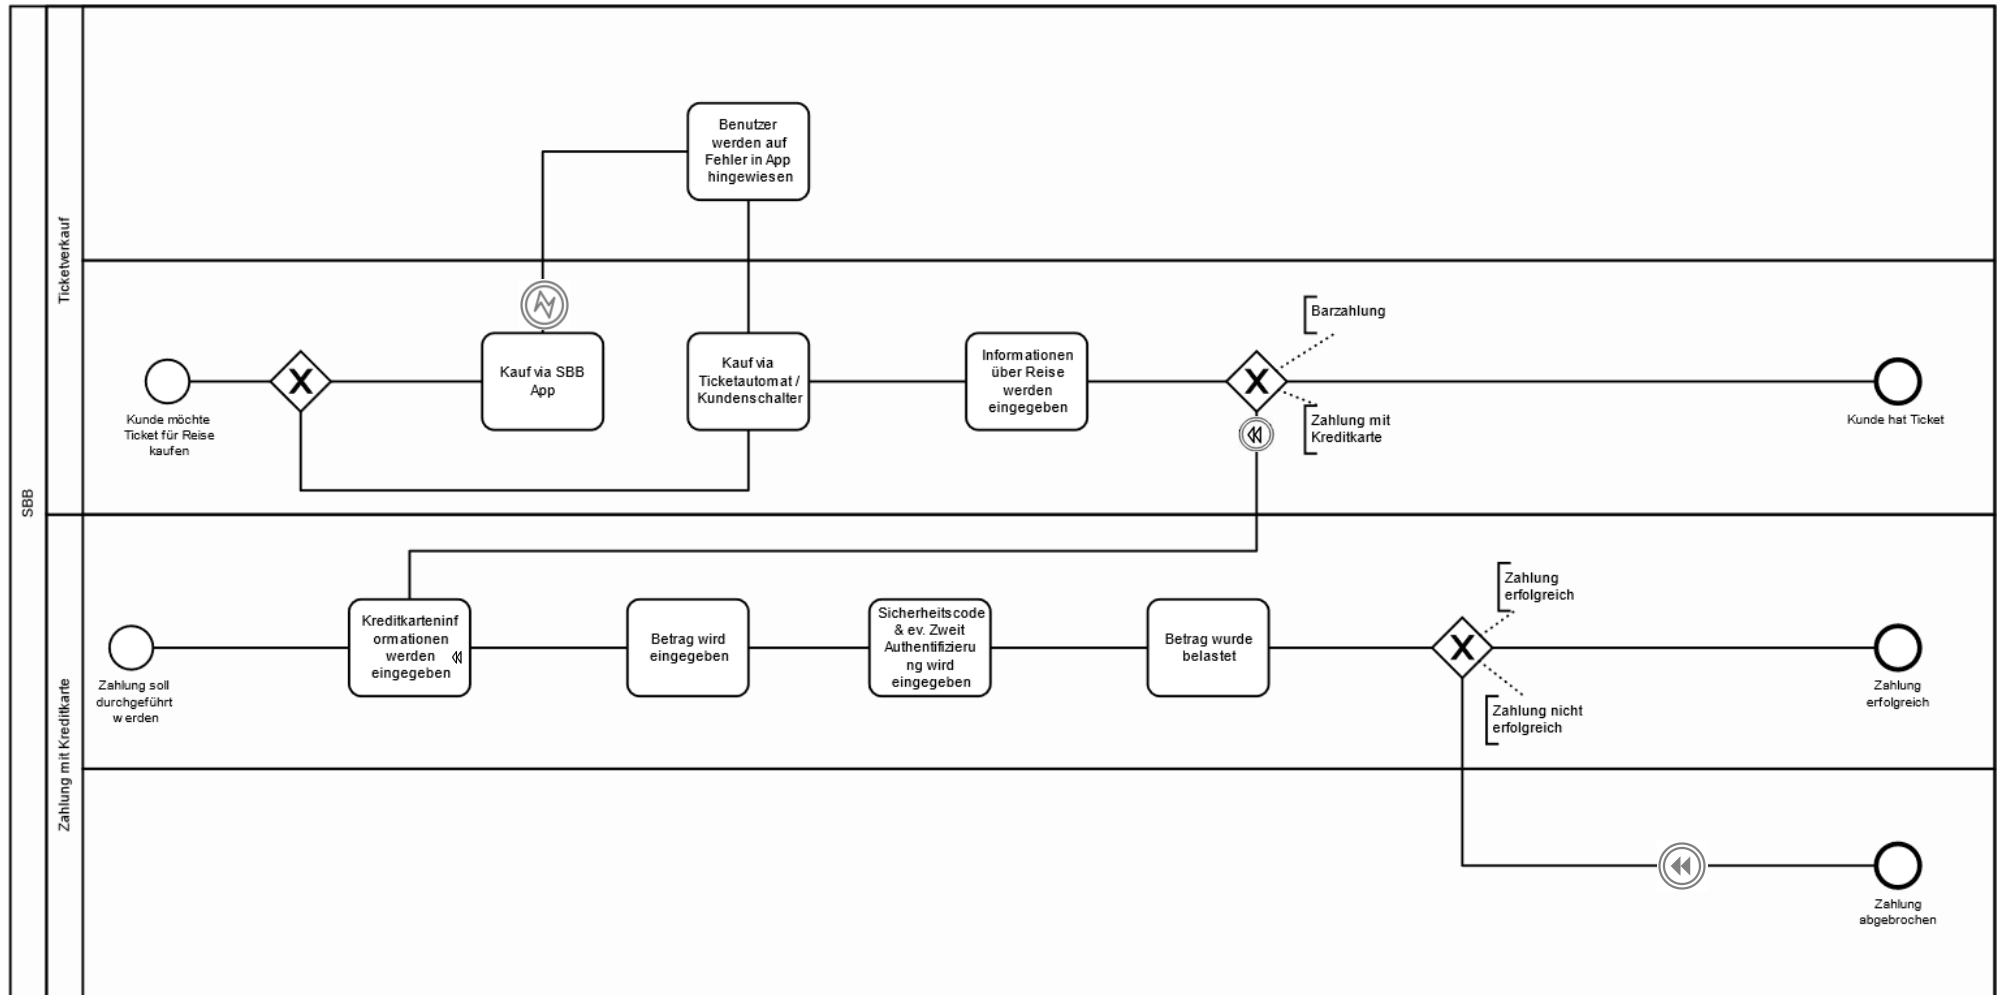 SBB
Ticketverkauf
Benutzer
werden auf
Fehler in App
hingewiesen
Kunde möchte
Ticket für Reise
kaufen
X
Kauf via SBB
App
Kauf via
Ticketautomat /
Kundenschalter
Informationen
über Reise
werden
eingegeben
X
Barzahlung
Zahlung mit
Kreditkarte
Kunde hat Ticket
Zahlung mit Kreditkarte
Zahlung soll
durchgeführt
werden
Kreditkarteninf
ormationen
werden
eingegeben
Betrag wird
eingegeben
Sicherheitscode
& ev. Zweit
Authentifizieru
ng wird
eingegeben
Betrag wurde
belastet
X
Zahlung
erfolgreich
Zahlung nicht
erfolgreich
Zahlung
erfolgreich
Zahlung
abgebrochen